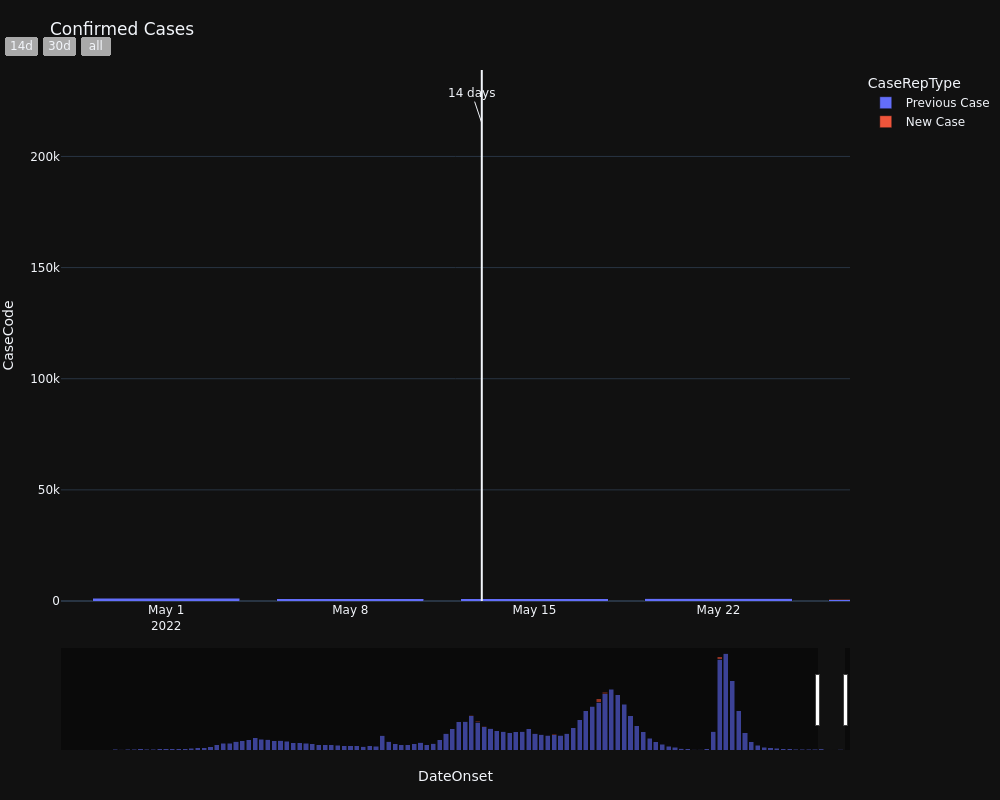 Confirmed Cases
14d 30d all
14 days
CaseRepType
Previous Case
New Case
200k
150k
100k
50k
0
CaseCode
May 1 May 8 May 15 May 22
2022
DateOnset